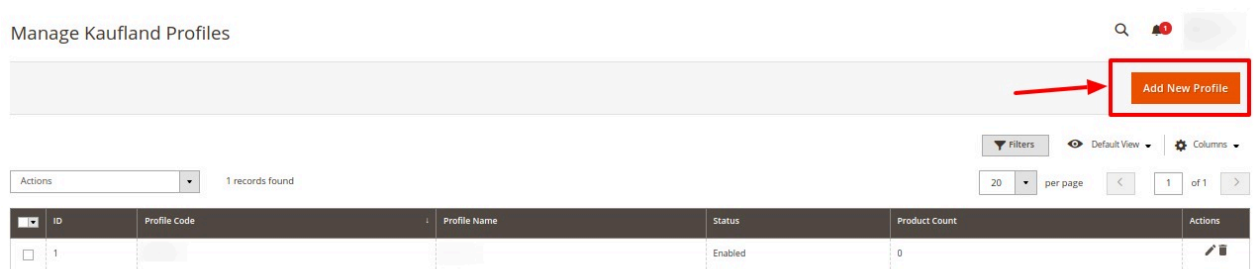 Manage Kaufland Profiles
1
Add New Profile
Filters
Default View
Columns
Actions
1 records found
20
per page
1
of 1
ID
Profile Code
Profile Name
Status
Product Count
Actions
1
Enabled
0